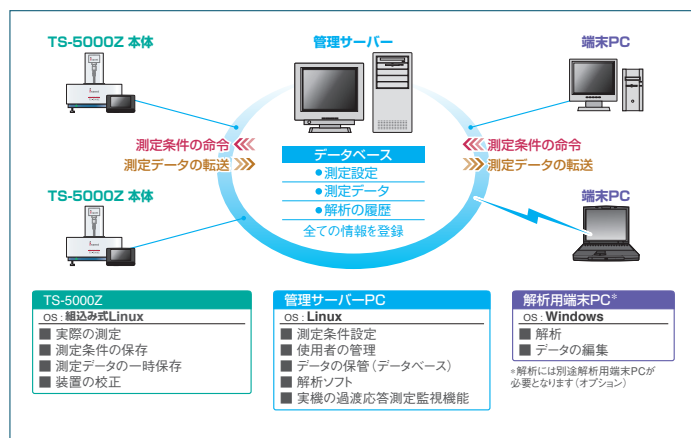 TS-5000Z 本体
管理サーバー
端末PC
測定条件の命令
測定データの転送
測定条件の命令
測定データの転送
データベース
●測定設定
●測定データ
●解析の履歴
全ての情報を登録
TS-5000Z 本体
端末PC
TS-5000Z
OS : 組込み式Linux
■ 実際の測定
■ 測定条件の保存
■ 測定データの一時保存
■ 装置の校正
管理サーバーPC
OS : Linux
■ 測定条件設定
■ 使用者の管理
■ データの保管(データベース)
■ 解析ソフト
■ 実機の過渡応答測定監視機能
解析用端末PC*
OS : Windows
■ 解析
■ データの編集
*解析には別途解析用端末PCが
必要となります(オプション)